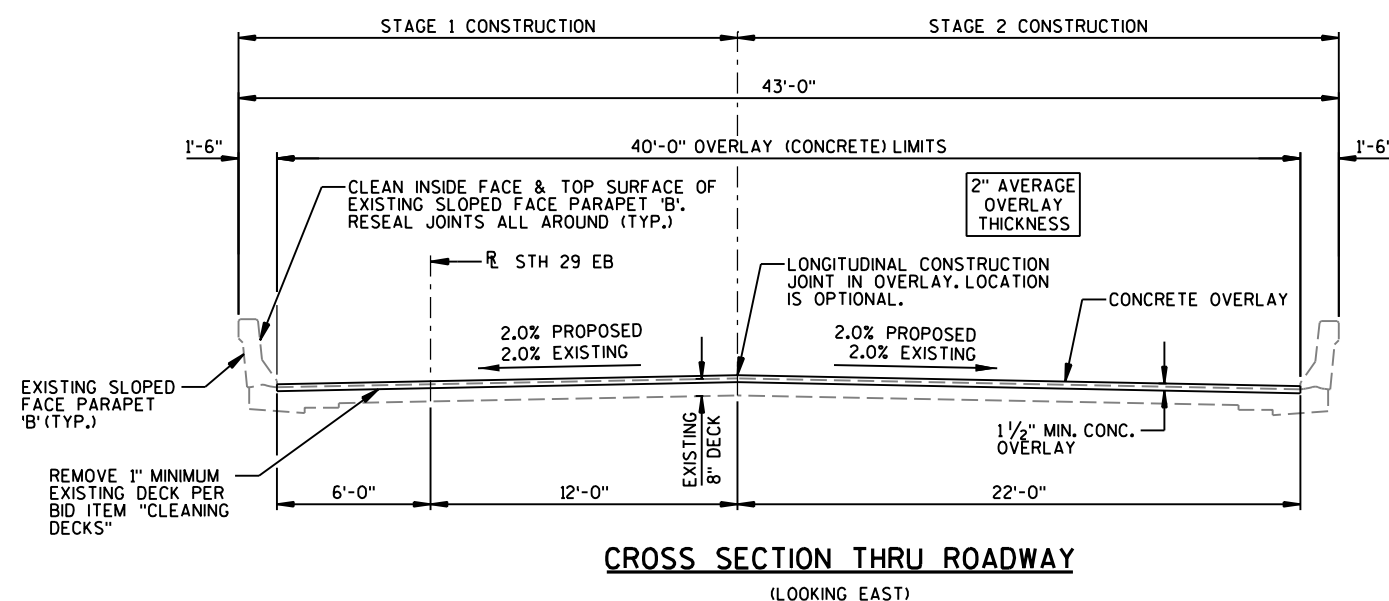 STAGE 1 CONSTRUCTION
STAGE 2 CONSTRUCTION
43'-0"
1'-6"
40'-0" OVERLAY (CONCRETE) LIMITS
1'-6"
CLEAN INSIDE FACE & TOP SURFACE OF
EXISTING SLOPED FACE PARAPET 'B'.
RESEAL JOINTS ALL AROUND (TYP.)
2" AVERAGE
OVERLAY
THICKNESS
℞ STH 29 EB
LONGITUDINAL CONSTRUCTION
JOINT IN OVERLAY. LOCATION
IS OPTIONAL.
CONCRETE OVERLAY
2.0% PROPOSED
2.0% EXISTING
2.0% PROPOSED
2.0% EXISTING
EXISTING SLOPED
FACE PARAPET
'B' (TYP.)
EXISTING
8" DECK
1 1/2" MIN. CONC.
OVERLAY
REMOVE 1" MINIMUM
EXISTING DECK PER
BID ITEM "CLEANING
DECKS"
6'-0"
12'-0"
22'-0"
CROSS SECTION THRU ROADWAY
(LOOKING EAST)